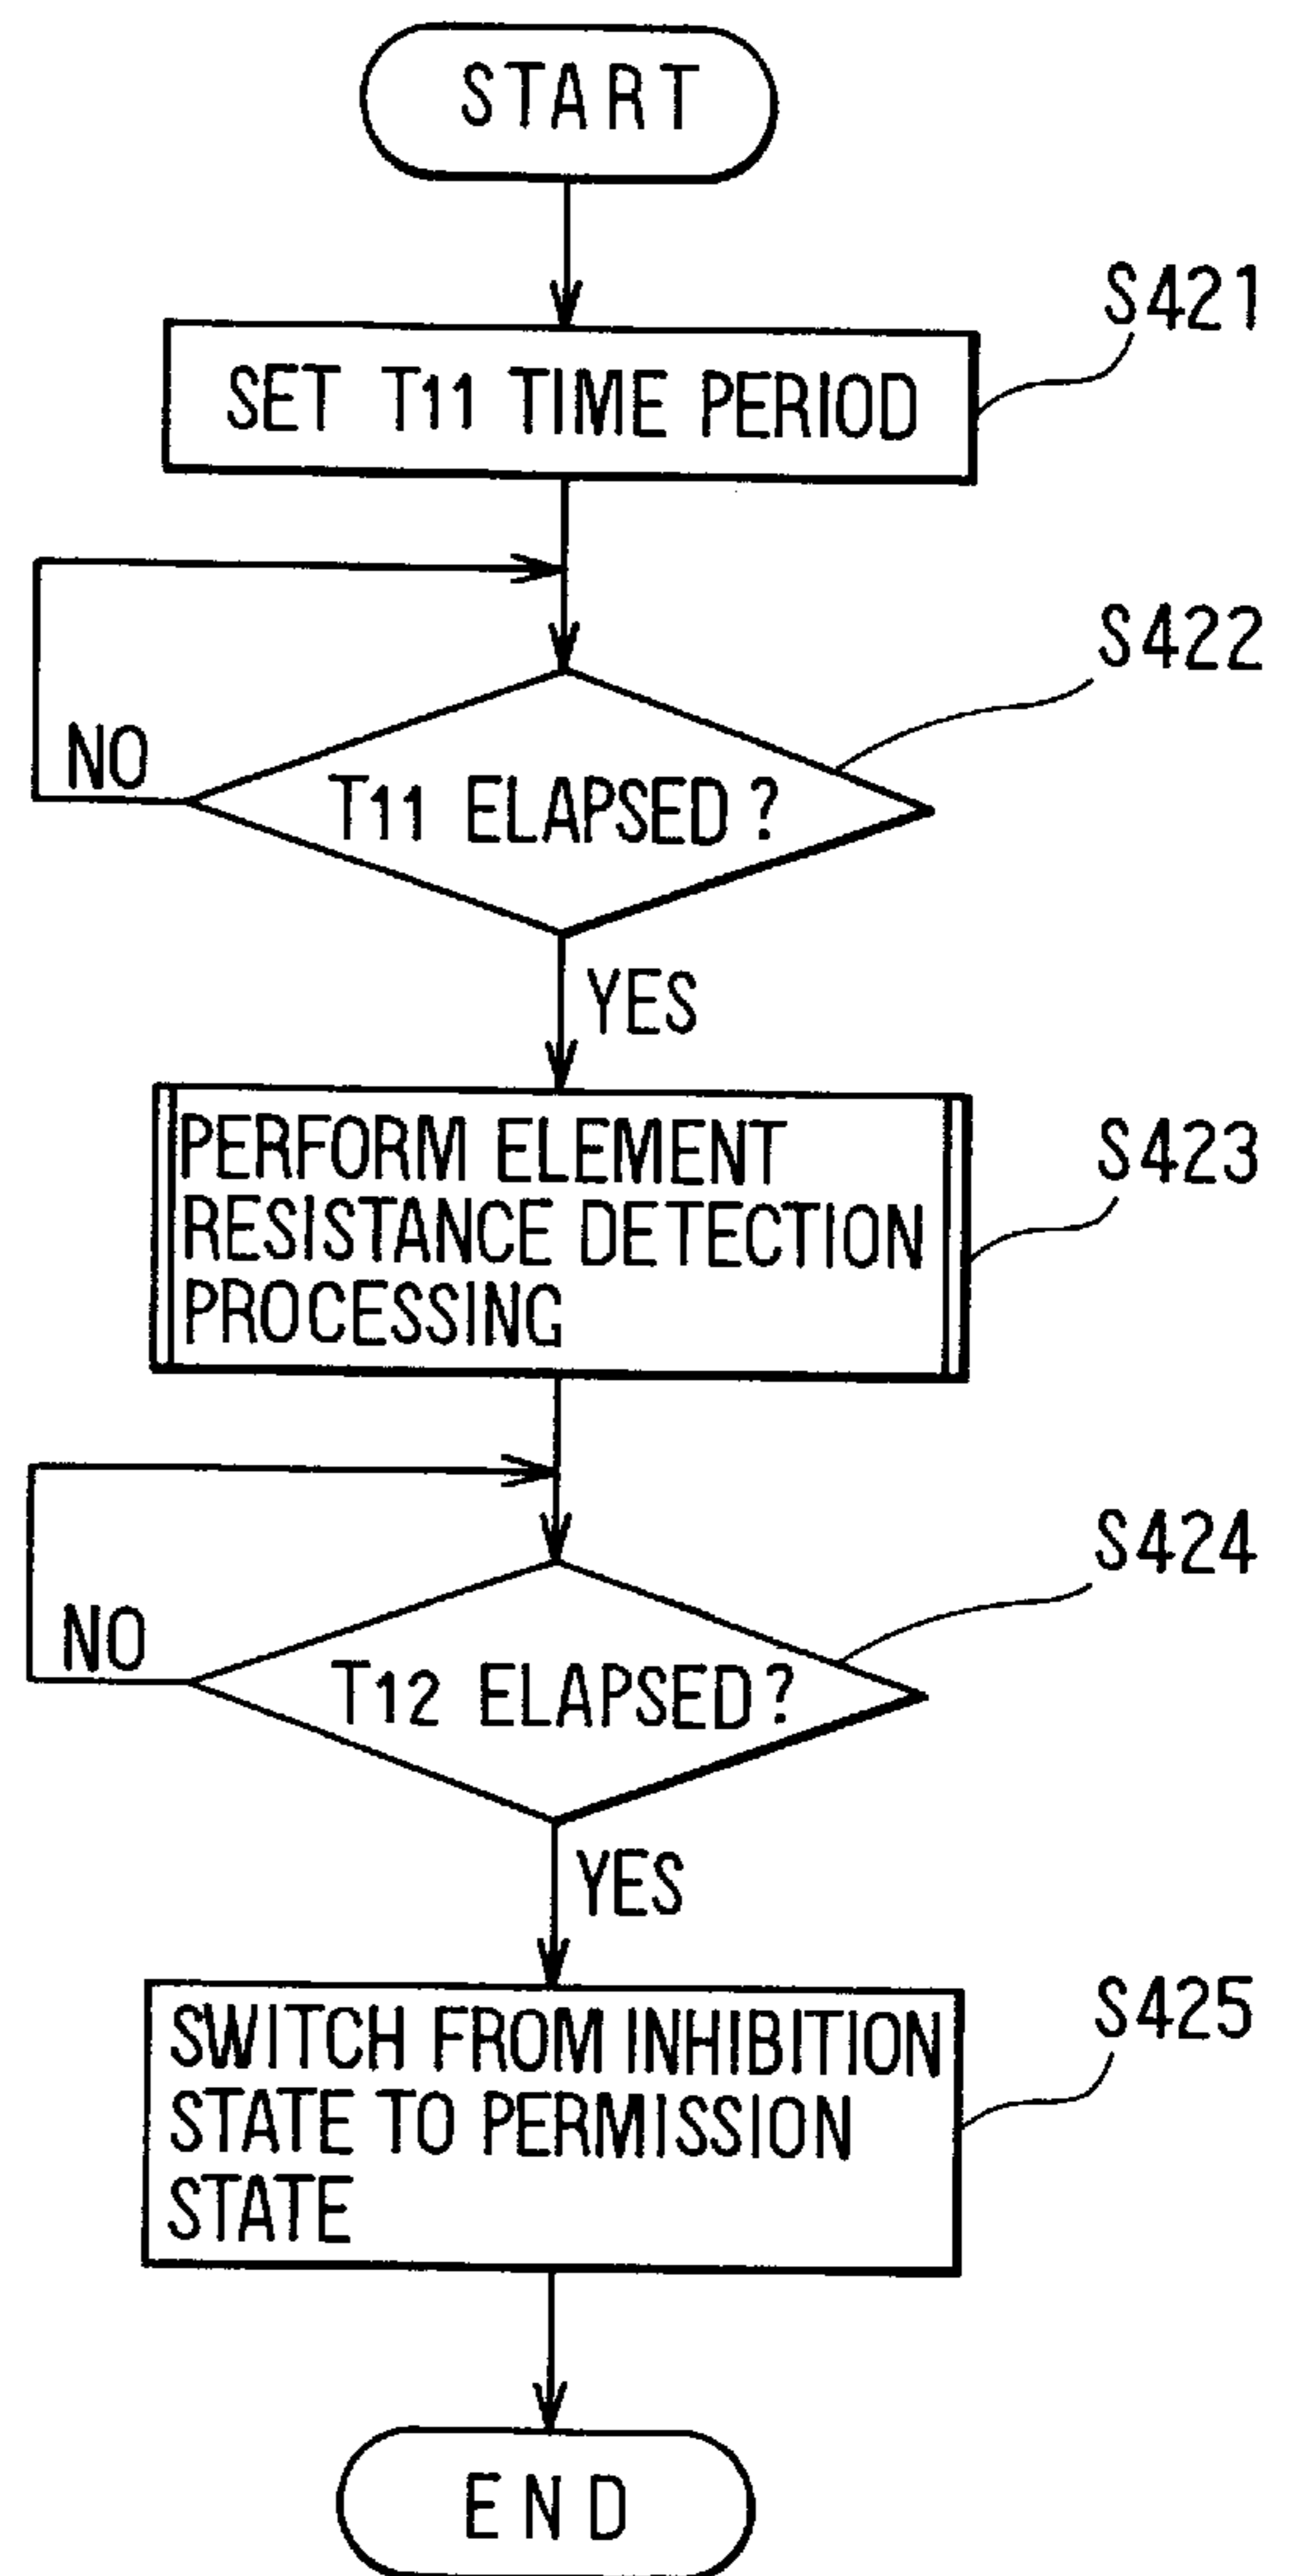 START
S421
SET T11 TIME PERIOD
S422
NO
T11 ELAPSED?
YES
PERFORM ELEMENT
RESISTANCE DETECTION
PROCESSING
S423
S424
NO
T12 ELAPSED?
YES
SWITCH FROM INHIBITION
STATE TO PERMISSION
STATE
S425
END